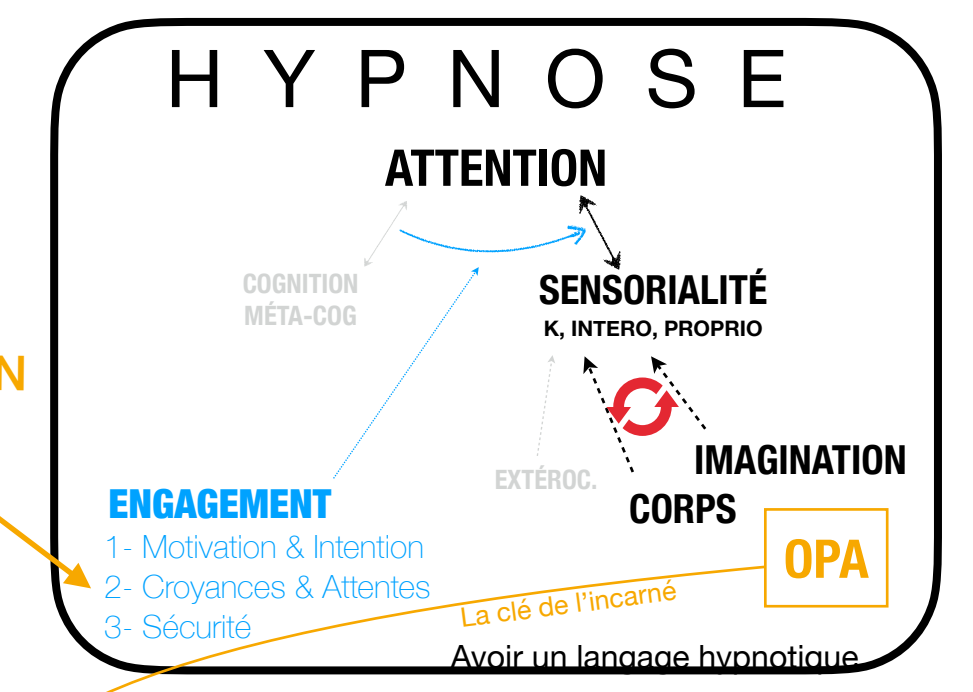 HYPNOSE
ATTENTION
COGNITION
MÉTA-COG
SENSORIALITÉ
K, INTERO, PROPRIO
N
IMAGINATION
EXTÉROC.
CORPS
ENGAGEMENT
1- Motivation & Intention
2- Croyances & Attentes
3- Sécurité
OPA
La clé de l'incarné
Avoir un langage hypnotique